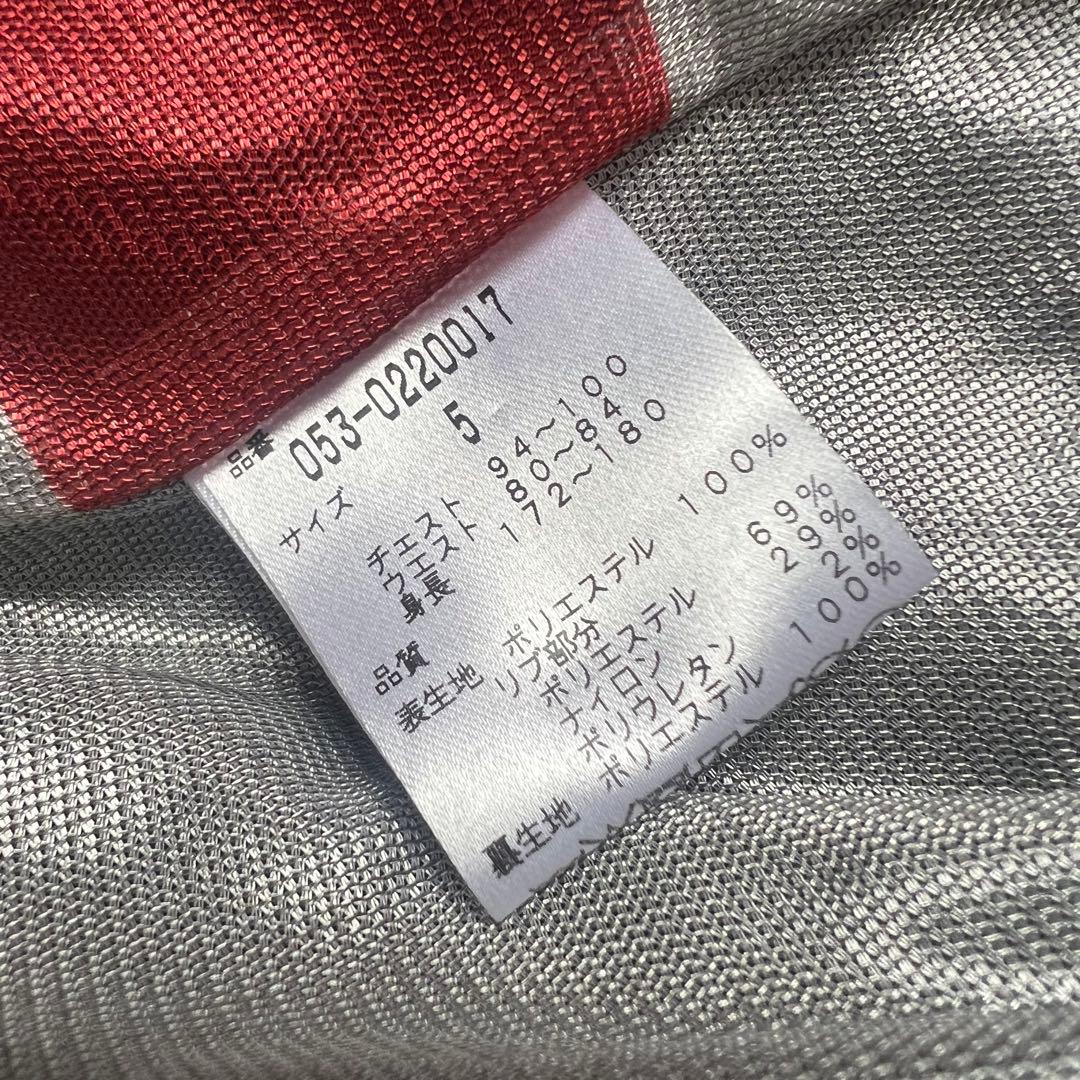 品番 053-0220017
サイズ 5
チェスト 94～100
ウエスト 80～84
身長 172～180
品質
表生地 ポリエステル 100%
リブ部分
ポリエステル 69%
ナイロン 29%
ポリウレタン 2%
裏生地 ポリエステル 100%